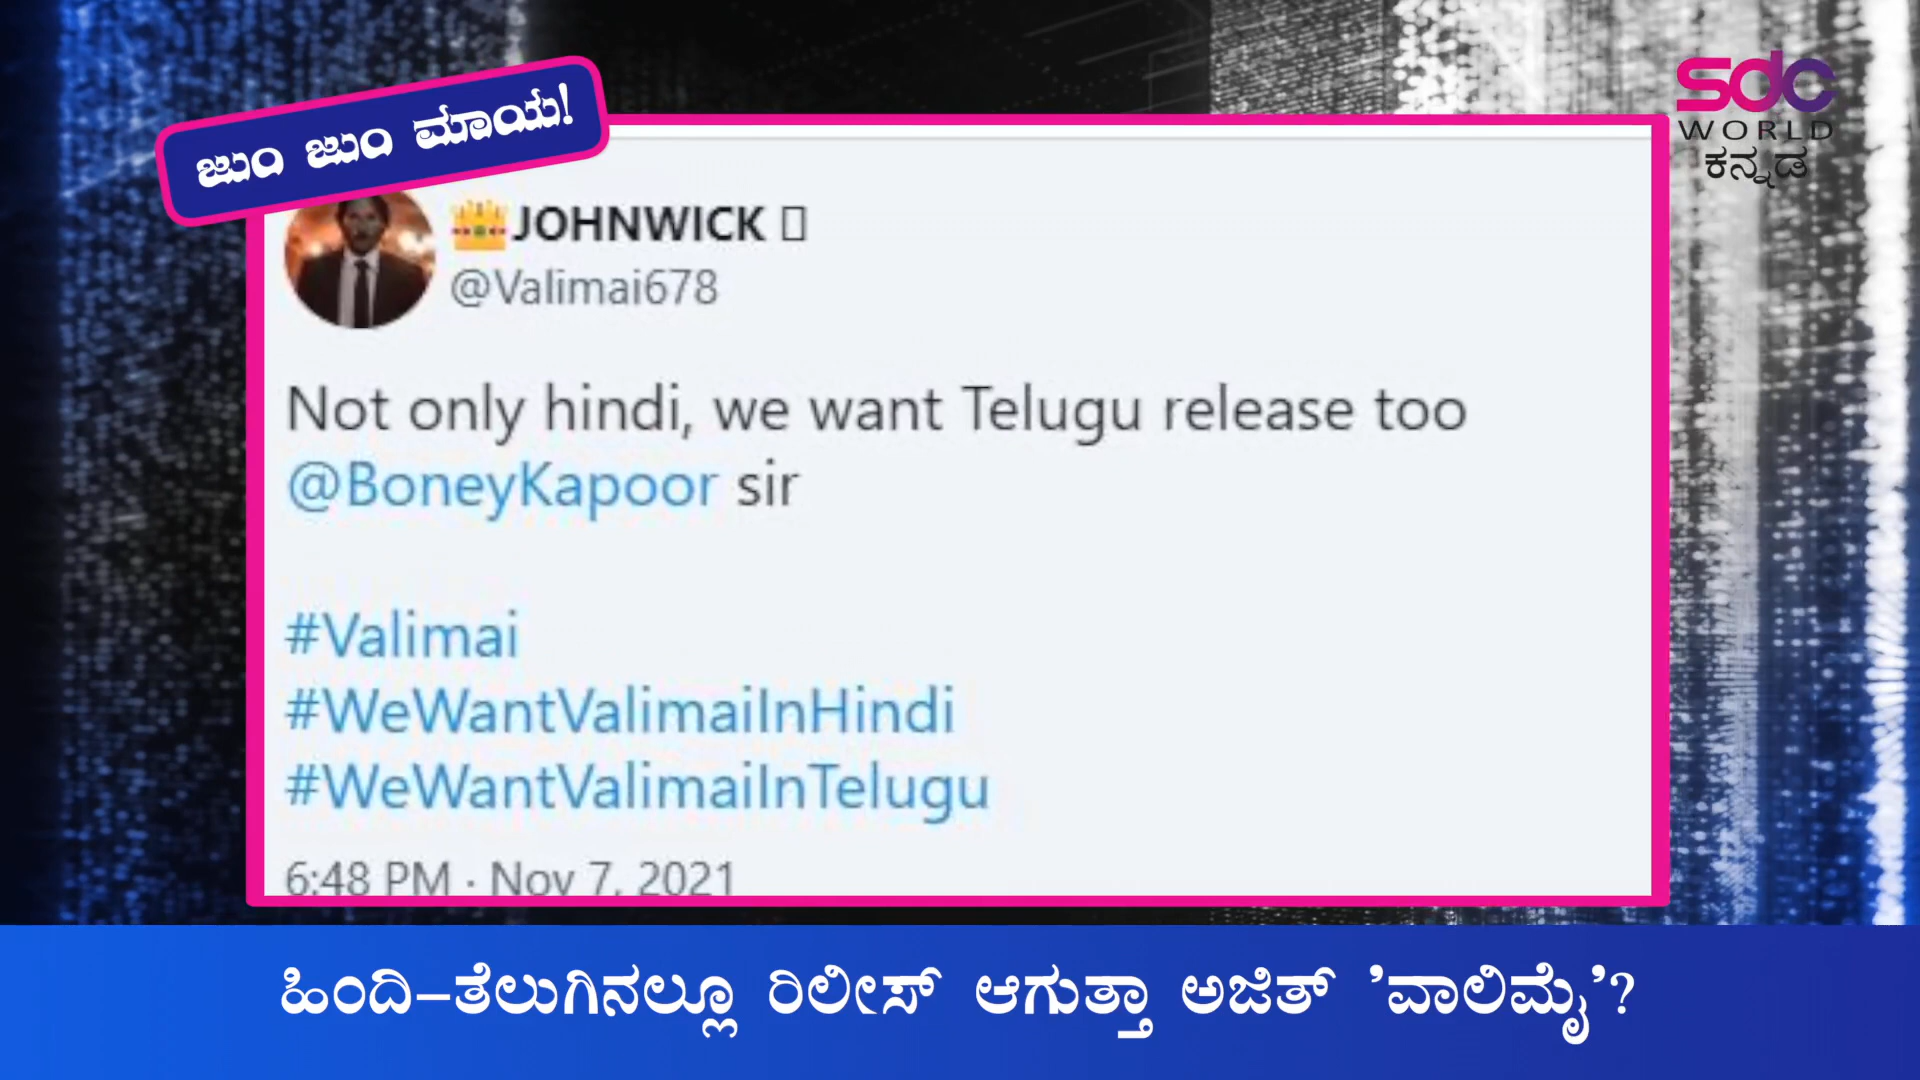 ಜುಂ ಜುಂ ಮಾಯ!
sdc
WORLD
ಕನ್ನಡ
JOHNWICK
@Valimai678
Not only hindi, we want Telugu release too
@BoneyKapoor sir
#Valimai
#WeWantValimaiInHindi
#WeWantValimaiInTelugu
6:48 PM · Nov 7, 2021
ಹಿಂದಿ-ತೆಲುಗಿನಲ್ಲೂ ರಿಲೀಸ್ ಆಗುತ್ತಾ ಅಜಿತ್ 'ವಾಲಿಮೈ'?